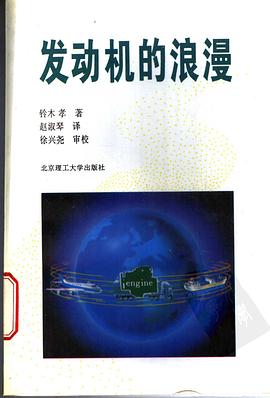 发动机的浪漫
铃木 孝 著
赵淑琴 译
徐兴尧 审校
北京理工大学出版社
engine